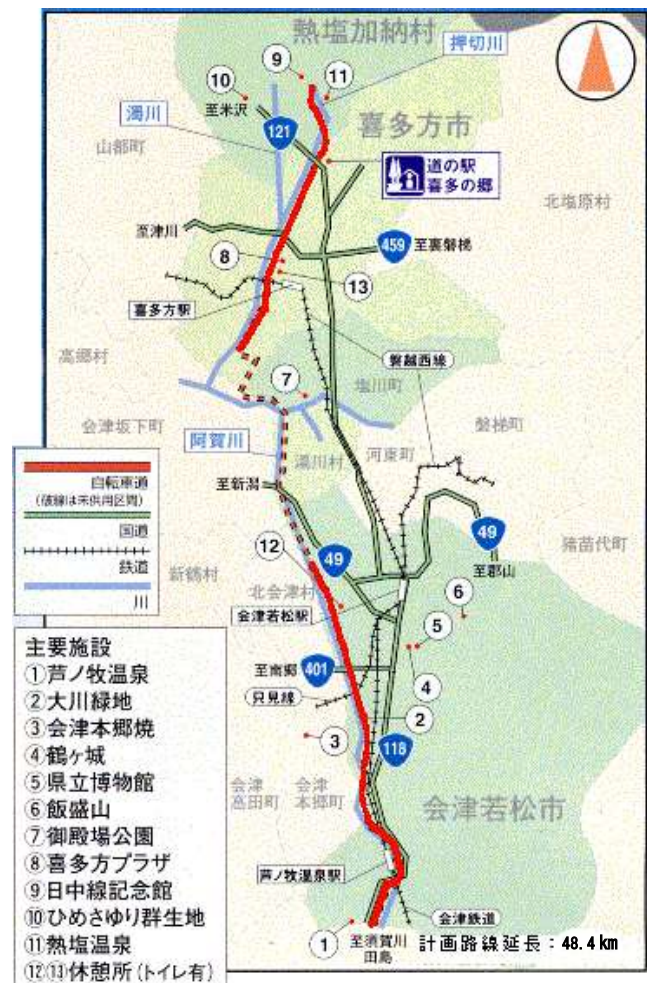 熱塩加納村
押切川
⑨
⑪
⑩
至米沢
濁川
121
喜多方市
山都町
道の駅
喜多の郷
北塩原村
至津川
459
至裏磐梯
⑧
⑬
喜多方駅
高郷村
磐越西線
⑦
塩川町
会津坂下町
磐梯町
阿賀川
湯川村
河東町
自転車道
(破線は未供用区間)
国道
鉄道
川
至新潟
49
49
至郡山
猪苗代町
⑫
新鶴村
北会津村
会津若松駅
⑥
⑤
④
至南郷
401
只見線
②
③
118
会津高田町
会津本郷町
会津若松市
芦ノ牧温泉駅
会津鉄道
①
至須賀川
田島
計画路線延長：48.4km
主要施設
①芦ノ牧温泉
②大川緑地
③会津本郷焼
④鶴ヶ城
⑤県立博物館
⑥飯盛山
⑦御殿場公園
⑧喜多方プラザ
⑨日中線記念館
⑩ひめさゆり群生地
⑪熱塩温泉
⑫⑬休憩所(トイレ有)